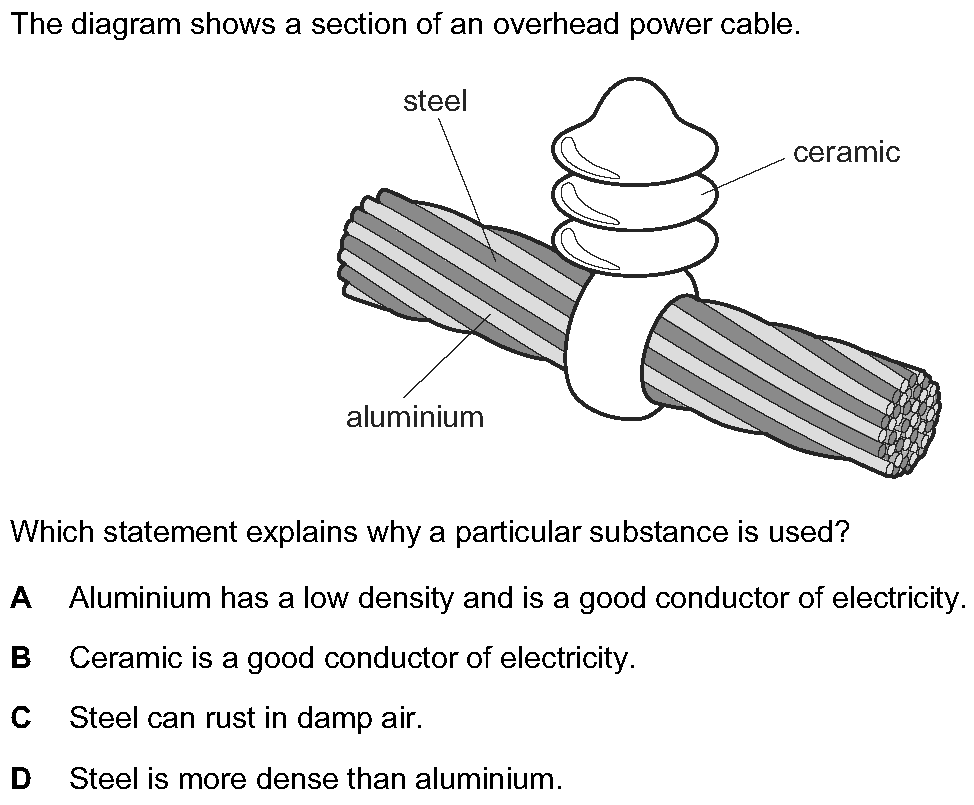 The diagram shows a section of an overhead power cable.
steel
ceramic
aluminium
Which statement explains why a particular substance is used?
A Aluminium has a low density and is a good conductor of electricity.
B Ceramic is a good conductor of electricity.
C Steel can rust in damp air.
D Steel is more dense than aluminium.